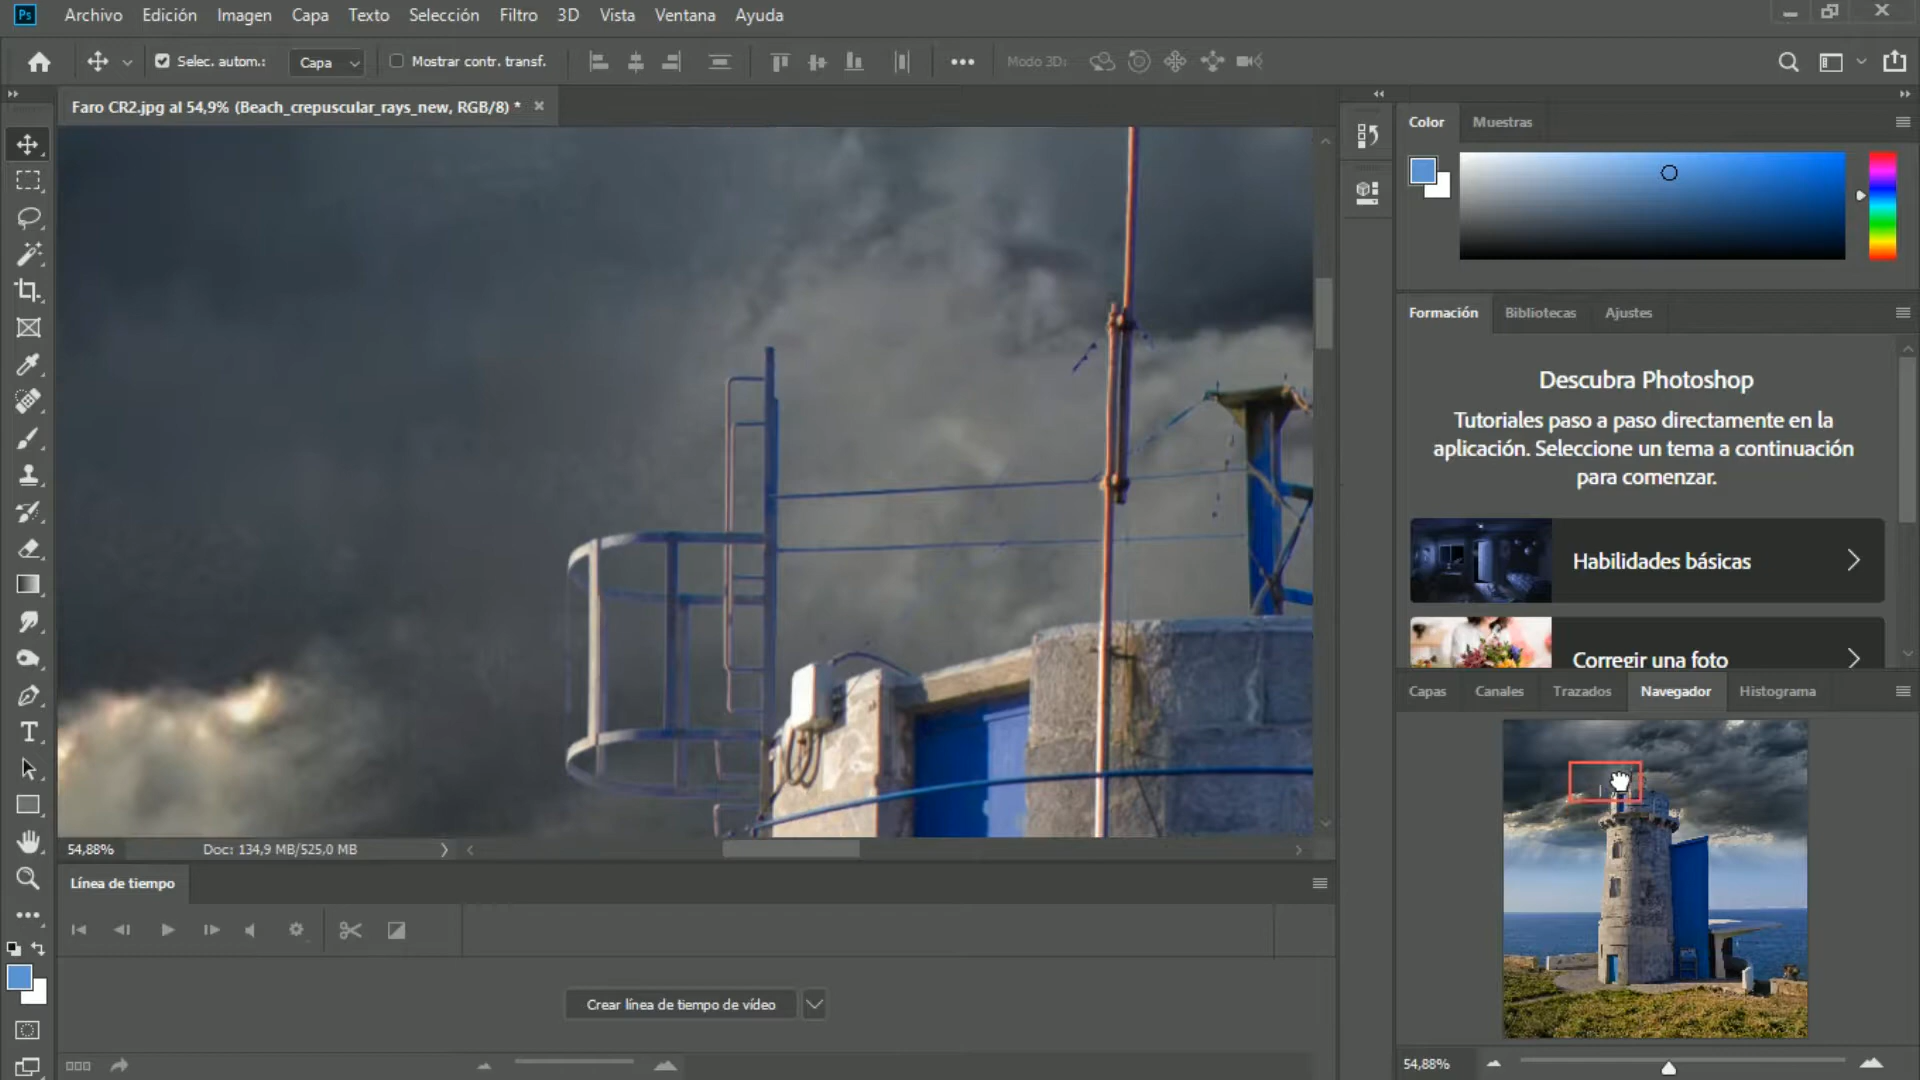 Ps Archivo Edición Imagen Capa Texto Selección Filtro 3D Vista Ventana Ayuda
Selec. autom.: Capa Mostrar contr. transf. Modo 3D:
Faro CR2.jpg al 54,9% (Beach_crepuscular_rays_new, RGB/8) *
Color Muestras
Formación Bibliotecas Ajustes
Descubra Photoshop
Tutoriales paso a paso directamente en la
aplicación. Seleccione un tema a continuación
para comenzar.
Habilidades básicas
Corregir una foto
Capas Canales Trazados Navegador Histograma
54,88% Doc: 134,9 MB/525,0 MB
Línea de tiempo
Crear línea de tiempo de vídeo
54,88%